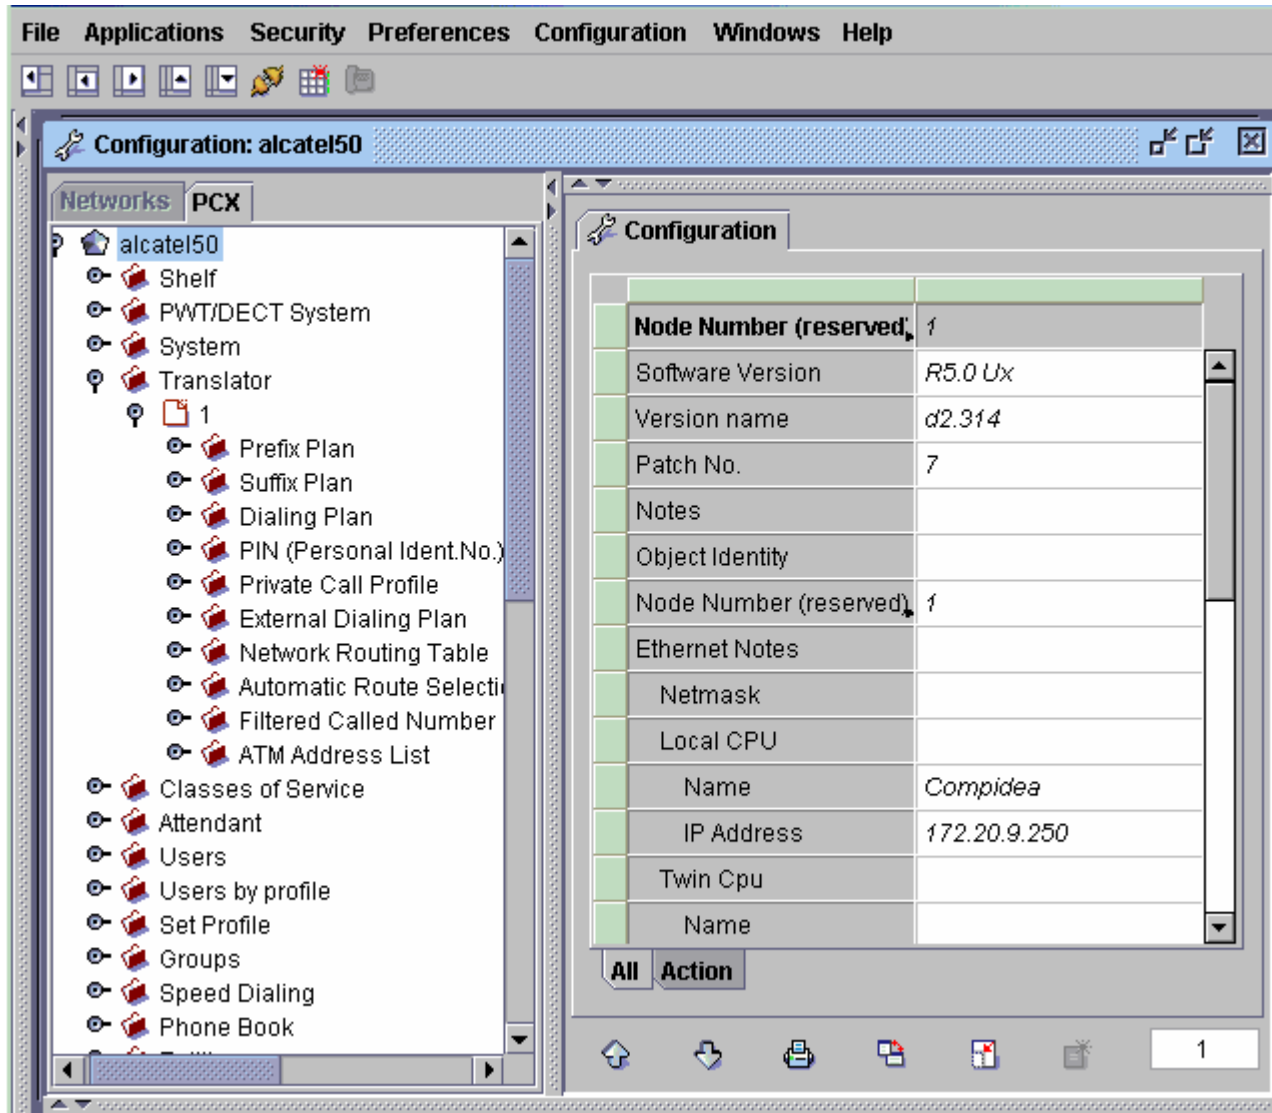 File Applications Security Preferences Configuration Windows Help
Configuration: alcatel50
Networks PCX
alcatel50
Shelf
PWT/DECT System
System
Translator
1
Prefix Plan
Suffix Plan
Dialing Plan
PIN (Personal Ident.No.)
Private Call Profile
External Dialing Plan
Network Routing Table
Automatic Route Selecti
Filtered Called Number
ATM Address List
Classes of Service
Attendant
Users
Users by profile
Set Profile
Groups
Speed Dialing
Phone Book
Configuration
Node Number (reserved) 1
Software Version R5.0 Ux
Version name d2.314
Patch No. 7
Notes
Object Identity
Node Number (reserved) 1
Ethernet Notes
Netmask
Local CPU
Name Compidea
IP Address 172.20.9.250
Twin Cpu
Name
All Action
1